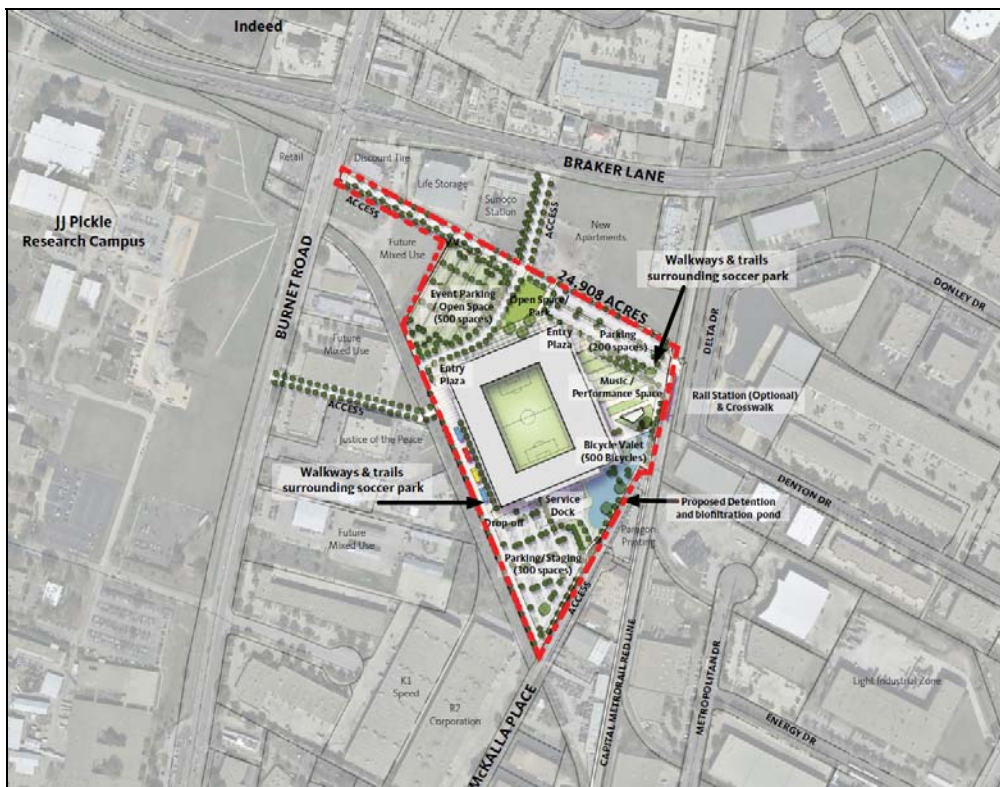 Indeed
BRAKER LANE
Retail
Discount Tire
Life Storage
Sunoco
Station
ACCESS
ACCESS
JJ Pickle
Research Campus
New
Apartments
Future
Mixed Use
Walkways & trails
surrounding soccer park
24.908 ACRES
DONLEY DR
BURNET ROAD
Event Parking
/ Open Space
(500 spaces)
Open Space/
Park
Entry
Plaza
Parking
(200 spaces)
DELTA DR
Future
Mixed Use
Entry
Plaza
Music /
Performance Space
Rail Station (Optional)
& Crosswalk
ACCESS
Justice of the Peace
Bicycle Valet
(500 Bicycles)
Walkways & trails
surrounding soccer park
DENTON DR
Service
Dock
Proposed Detention
and biofiltration pond
Drop-off
Future
Mixed Use
Paragon
Printing
Parking/Staging
(300 spaces)
ACCESS
K1
Speed
R2
Corporation
McKALLA PLACE
CAPITAL METRORAIL RED LINE
METROPOLITAN DR
Light Industrial Zone
ENERGY DR